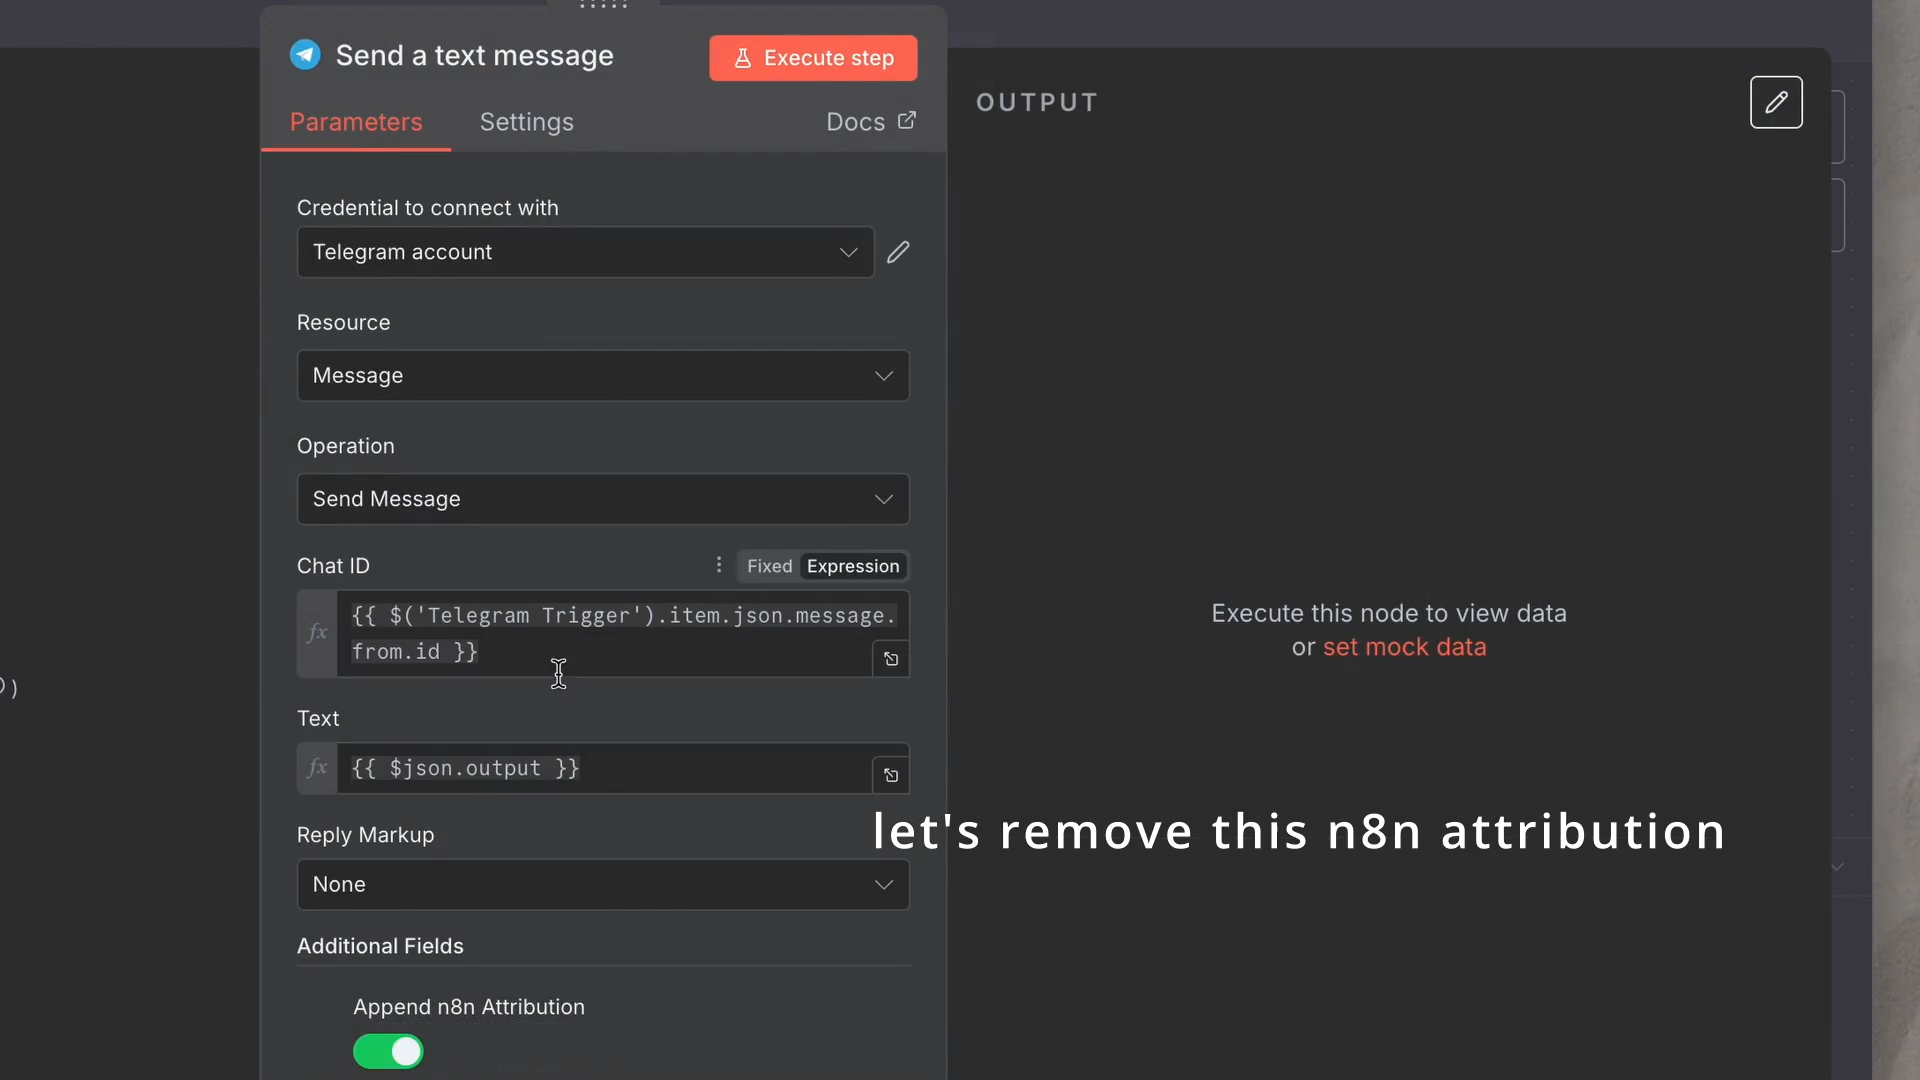 Send a text message
Execute step
Parameters
Settings
Docs
OUTPUT
Credential to connect with
Telegram account
Resource
Message
Operation
Send Message
Chat ID
Fixed
Expression
fx
{{ $('Telegram Trigger').item.json.message.
from.id }}
Execute this node to view data
or set mock data
Text
fx
{{ $json.output }}
let's remove this n8n attribution
Reply Markup
None
Additional Fields
Append n8n Attribution